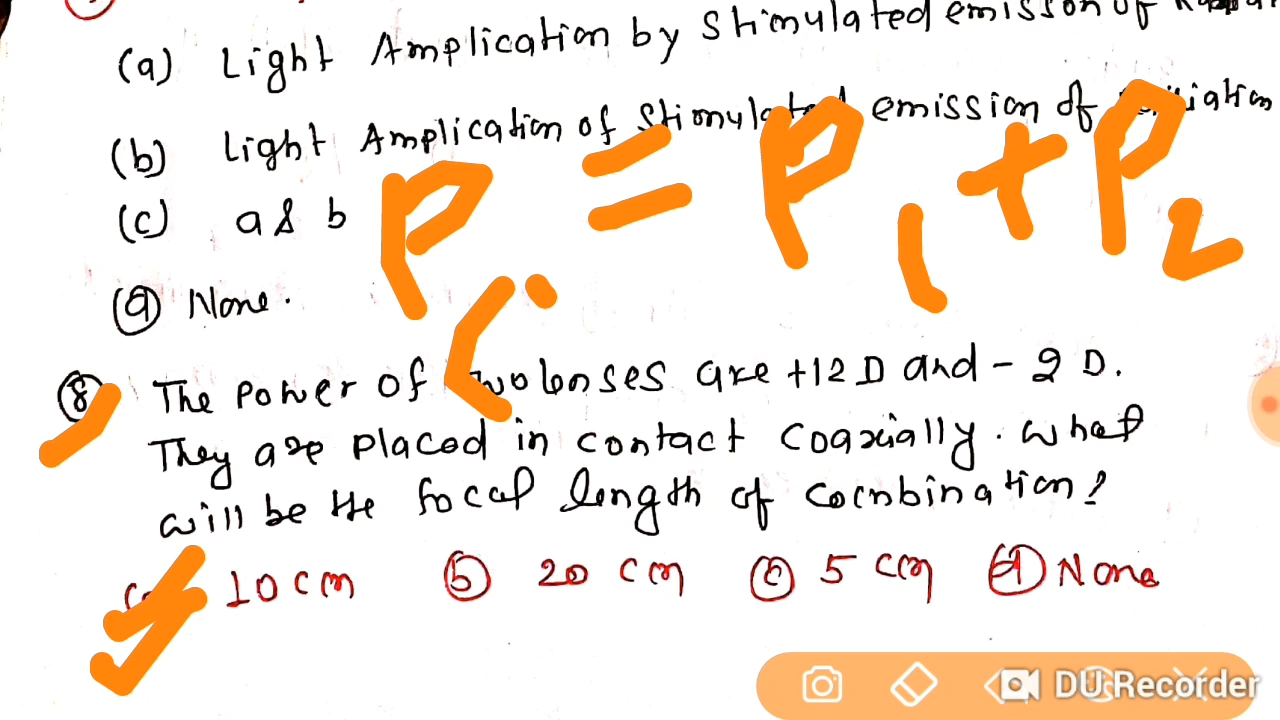 (a) Light Amplication by Stimulated emisson of
(b) Light Amplication of Stimulated emission of
(c) a & b
(d) None.
P = P1 + P2
(8) The power of two lenses are +12 D and - 2 D.
They are placed in contact coaxially. what
will be the focal length of combination?
10 cm (b) 20 cm (c) 5 cm (d) None
DU Recorder